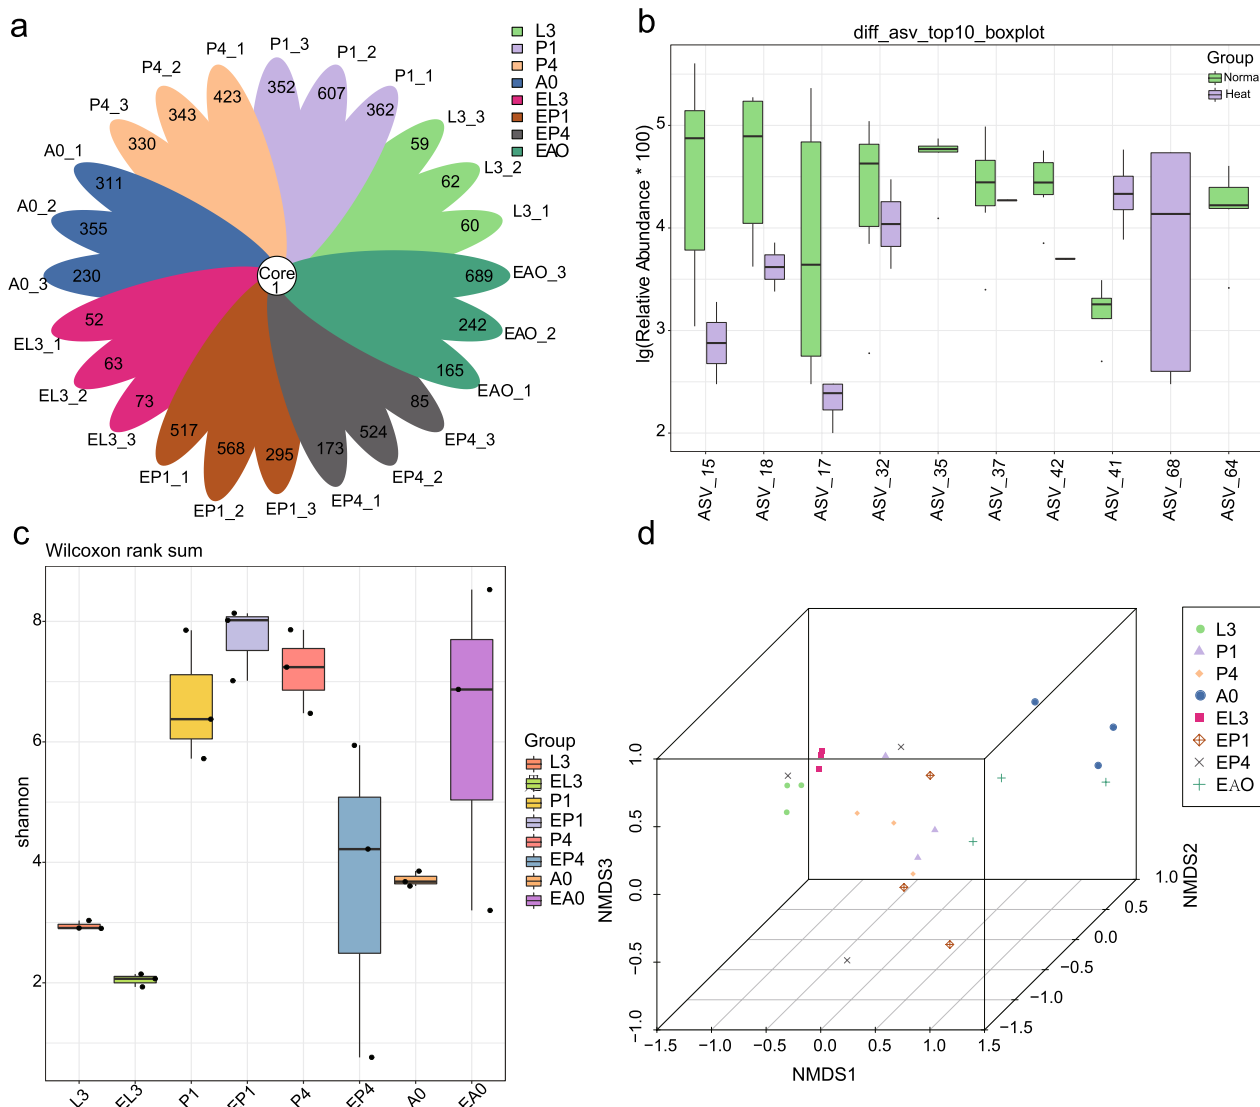 a
L3
P1
P4
A0
EL3
EP1
EP4
EAO
P1_3
P1_2
P1_1
L3_3
L3_2
L3_1
EAO_3
EAO_2
EAO_1
EP4_3
EP4_2
EP4_1
EP1_3
EP1_2
EP1_1
EL3_3
EL3_2
EL3_1
A0_3
A0_2
A0_1
P4_3
P4_2
P4_1
352
607
362
59
62
60
689
242
165
85
524
173
295
568
517
73
63
52
230
355
311
330
343
423
Core
1
b
diff_asv_top10_boxplot
Group
Norma
Heat
lg(Relative Abundance * 100)
5
4
3
2
ASV_15
ASV_18
ASV_17
ASV_32
ASV_35
ASV_37
ASV_42
ASV_41
ASV_68
ASV_64
c
Wilcoxon rank sum
shannon
8
6
4
2
L3
EL3
P1
EP1
P4
EP4
A0
EA0
Group
L3
EL3
P1
EP1
P4
EP4
A0
EA0
d
L3
P1
P4
A0
EL3
EP1
EP4
EAO
NMDS3
1.0
0.5
0.0
−0.5
−1.0
−1.5
−1.0
−0.5
0.0
0.5
1.0
1.5
NMDS1
−1.5
−1.0
−0.5
0.0
0.5
1.0
NMDS2